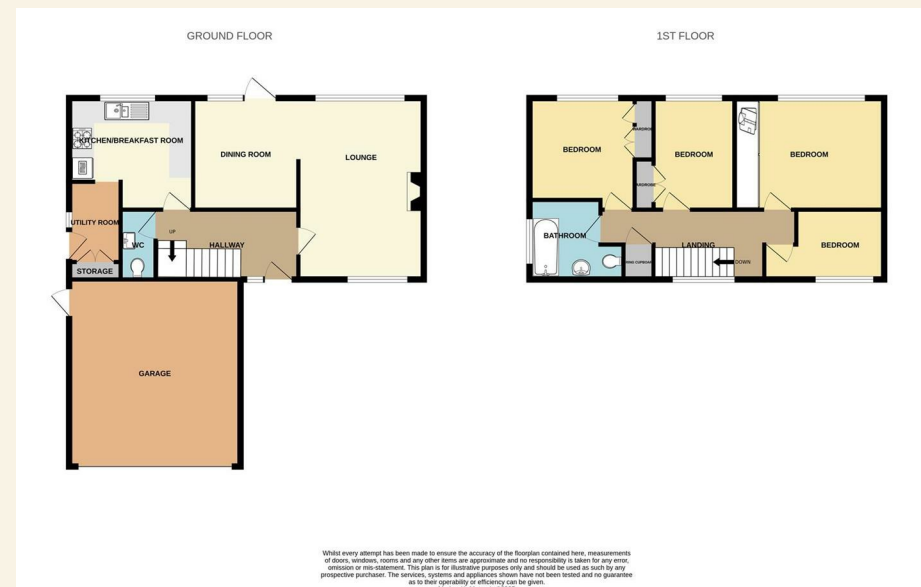 GROUND FLOOR
1ST FLOOR
KITCHEN/BREAKFAST ROOM
DINING ROOM
LOUNGE
UTILITY ROOM
WC
UP
HALLWAY
STORAGE
GARAGE
BEDROOM
WARDROBE
BEDROOM
WARDROBE
BEDROOM
BATHROOM
LANDING
DOWN
BEDROOM
Whilst every attempt has been made to ensure the accuracy of the floorplan contained here, measurements
of doors, windows, rooms and any other items are approximate and no responsibility is taken for any error,
omission or mis-statement. This plan is for illustrative purposes only and should be used as such by any
prospective purchaser. The services, systems and appliances shown have not been tested and no guarantee
as to their operability or efficiency can be given.